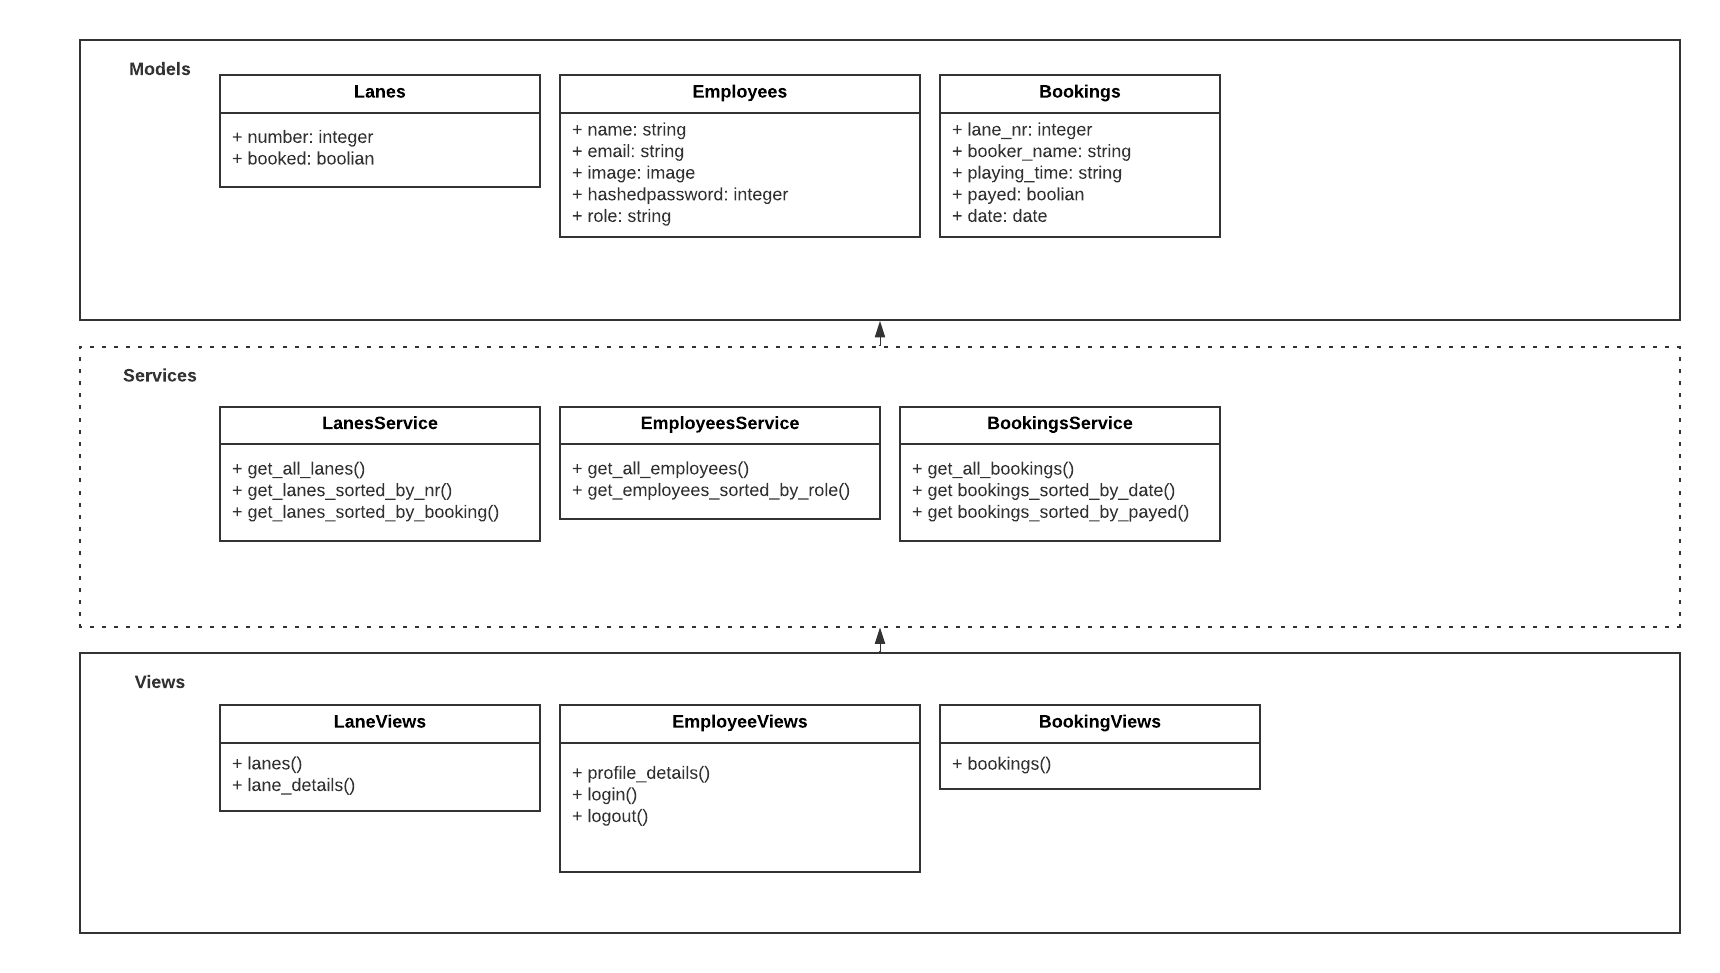 Models
Lanes
+ number: integer
+ booked: boolian
Employees
+ name: string
+ email: string
+ image: image
+ hashedpassword: integer
+ role: string
Bookings
+ lane_nr: integer
+ booker_name: string
+ playing_time: string
+ payed: boolian
+ date: date
Services
LanesService
+ get_all_lanes()
+ get_lanes_sorted_by_nr()
+ get_lanes_sorted_by_booking()
EmployeesService
+ get_all_employees()
+ get_employees_sorted_by_role()
BookingsService
+ get_all_bookings()
+ get bookings_sorted_by_date()
+ get bookings_sorted_by_payed()
Views
LaneViews
+ lanes()
+ lane_details()
EmployeeViews
+ profile_details()
+ login()
+ logout()
BookingViews
+ bookings()